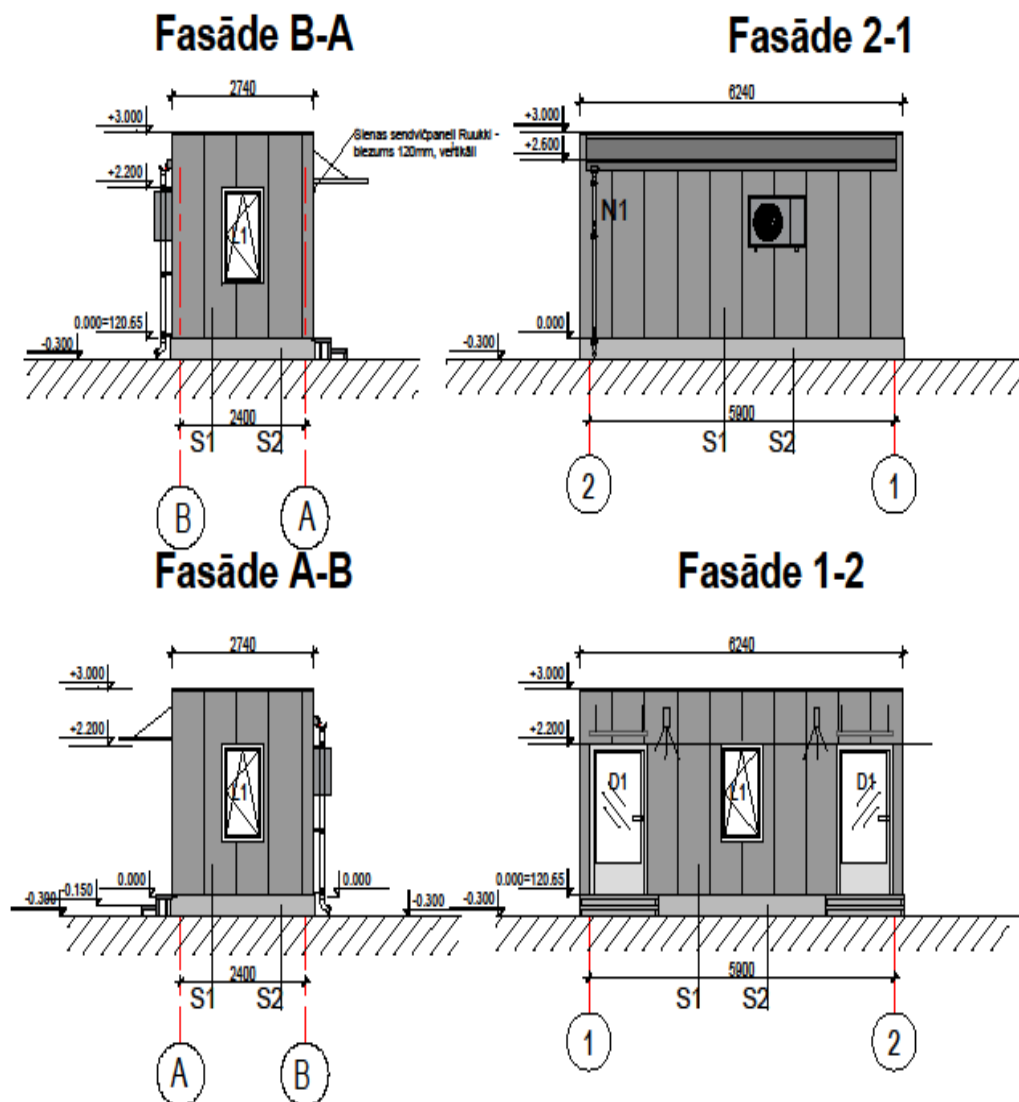 Fasāde B-A
2740
+3.000
Sienas sendvičpaneļi Ruukki -
biezums 120mm, vertikāli
+2.200
L1
0.000=120.65
-0.300
2400
S1
S2
B
A
Fasāde 2-1
6240
+3.000
+2.600
N1
0.000
-0.300
5900
S1
S2
2
1
Fasāde A-B
2740
+3.000
+2.200
L1
0.000
0.000
-0.150
-0.300
-0.300
2400
S1
S2
A
B
Fasāde 1-2
6240
+3.000
+2.200
D1
L1
D1
0.000=120.65
-0.300
5900
S1
S2
1
2